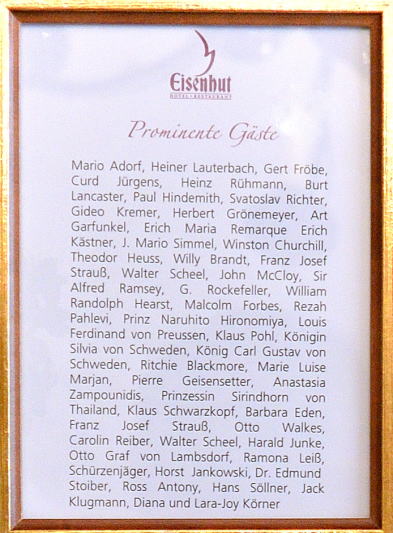 Eisenhut
HOTEL • RESTAURANT
Prominente Gäste
Mario Adorf, Heiner Lauterbach, Gert Fröbe,
Curd Jürgens, Heinz Rühmann, Burt
Lancaster, Paul Hindemith, Svatoslav Richter,
Gideo Kremer, Herbert Grönemeyer, Art
Garfunkel, Erich Maria Remarque Erich
Kästner, J. Mario Simmel, Winston Churchill,
Theodor Heuss, Willy Brandt, Franz Josef
Strauß, Walter Scheel, John McCloy, Sir
Alfred Ramsey, G. Rockefeller, William
Randolph Hearst, Malcolm Forbes, Rezah
Pahlevi, Prinz Naruhito Hironomiya, Louis
Ferdinand von Preussen, Klaus Pohl, Königin
Silvia von Schweden, König Carl Gustav von
Schweden, Ritchie Blackmore, Marie Luise
Marjan, Pierre Geisensetter, Anastasia
Zampounidis, Prinzessin Sirindhorn von
Thailand, Klaus Schwarzkopf, Barbara Eden,
Franz Josef Strauß, Otto Walkes,
Carolin Reiber, Walter Scheel, Harald Junke,
Otto Graf von Lambsdorf, Ramona Leiß,
Schürzenjäger, Horst Jankowski, Dr. Edmund
Stoiber, Ross Antony, Hans Söllner, Jack
Klugmann, Diana und Lara-Joy Körner